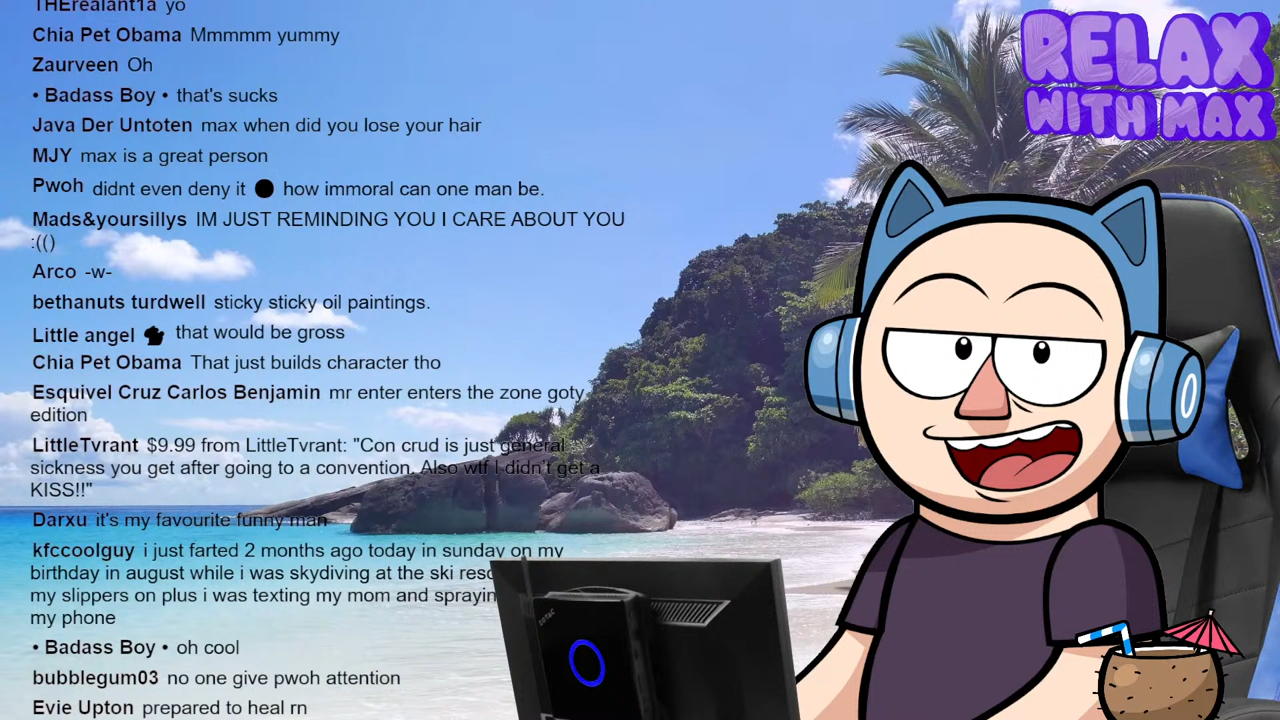 THErealant1a yo
RELAX
WITH MAX
Chia Pet Obama Mmmmm yummy
Zaurveen Oh
• Badass Boy • that's sucks
Java Der Untoten max when did you lose your hair
MJY max is a great person
Pwoh didnt even deny it how immoral can one man be.
Mads&yoursillys IM JUST REMINDING YOU I CARE ABOUT YOU
:(()
Arco -w-
bethanuts turdwell sticky sticky oil paintings.
Little angel that would be gross
Chia Pet Obama That just builds character tho
Esquivel Cruz Carlos Benjamin mr enter enters the zone goty
edition
LittleTvrant $9.99 from LittleTvrant: "Con crud is just general
sickness you get after going to a convention. Also wtf I didn't get a
KISS!!"
Darxu it's my favourite funny man
kfccoolguy i just farted 2 months ago today in sunday on my
birthday in august while i was skydiving at the ski reso
my slippers on plus i was texting my mom and sprayin
my phone
ZOTAC
• Badass Boy • oh cool
bubblegum03 no one give pwoh attention
Evie Upton prepared to heal rn